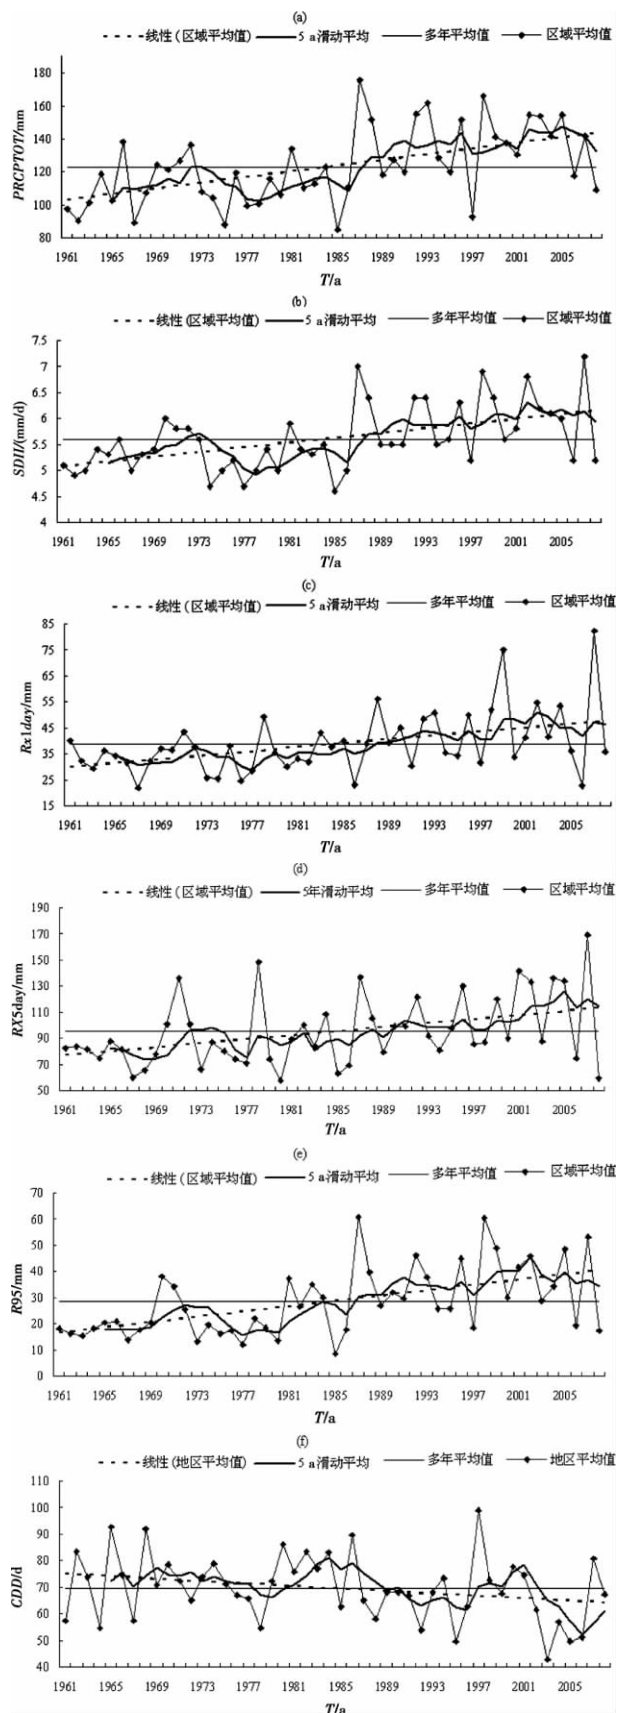 (a)
线性(区域平均值) 5 a滑动平均 多年平均值 区域平均值
PRCPTOT/mm
180
160
140
120
100
80
1961 1965 1969 1973 1977 1981 1985 1989 1993 1997 2001 2005
T/a
(b)
线性(区域平均值) 5 a滑动平均 多年平均值 区域平均值
SDII/(mm/d)
7.5
7
6.5
6
5.5
5
4.5
4
1961 1965 1969 1973 1977 1981 1985 1989 1993 1997 2001 2005
T/a
(c)
线性(区域平均值) 5 a滑动平均 多年平均值 区域平均值
Rx1day/mm
85
75
65
55
45
35
25
15
1961 1965 1969 1973 1977 1981 1985 1989 1993 1997 2001 2005
T/a
(d)
线性(区域平均值) 5年滑动平均 多年平均值 区域平均值
RX5day/mm
190
170
150
130
110
90
70
50
1961 1965 1969 1973 1977 1981 1985 1989 1993 1997 2001 2005
T/a
(e)
线性(区域平均值) 5 a滑动平均 多年平均值 区域平均值
R95/mm
70
60
50
40
30
20
10
0
1961 1965 1969 1973 1977 1981 1985 1989 1993 1997 2001 2005
T/a
(f)
线性(地区平均值) 5 a滑动平均 多年平均值 地区平均值
CDD/d
110
100
90
80
70
60
50
40
1961 1965 1969 1973 1977 1981 1985 1989 1993 1997 2001 2005
T/a